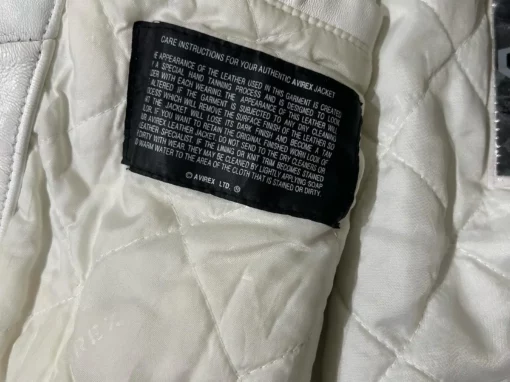 CARE INSTRUCTIONS FOR YOUR AUTHENTIC AVIREX JACKET
E APPEARANCE OF THE LEATHER USED IN THIS GARMENT IS CREATED
Y A SPECIAL HAND TANNING PROCESS AND IS DESIGNED TO LOOK
DER WITH EACH WEARING. THE APPEARANCE OF THIS LEATHER WILL
ALTERED IF THE GARMENT IS SUBJECTED TO ANY DRY CLEANING
OCESS WHICH WILL REMOVE THE SURFACE FINISH OF THE LEATHER SO
AT THE JACKET WILL LOSE ITS DARK FINISH AND BECOME A TAN
LOR. IF YOU WANT TO RETAIN THE ORIGINAL FINISHED WORN LOOK OF
UR AVIREX LEATHER JACKET, DO NOT SEND TO THE DRY CLEANERS OR
LEATHER SPECIALIST. IF THE LINING OR KNIT TRIM BECOMES STAINED
DIRTY WITH WEAR, THEY MAY BE CLEANED BY LIGHTLY APPLYING SOAP
D WARM WATER TO THE AREA OF THE CLOTH THAT IS STAINED OR DIRTY.
© AVIREX LTD.